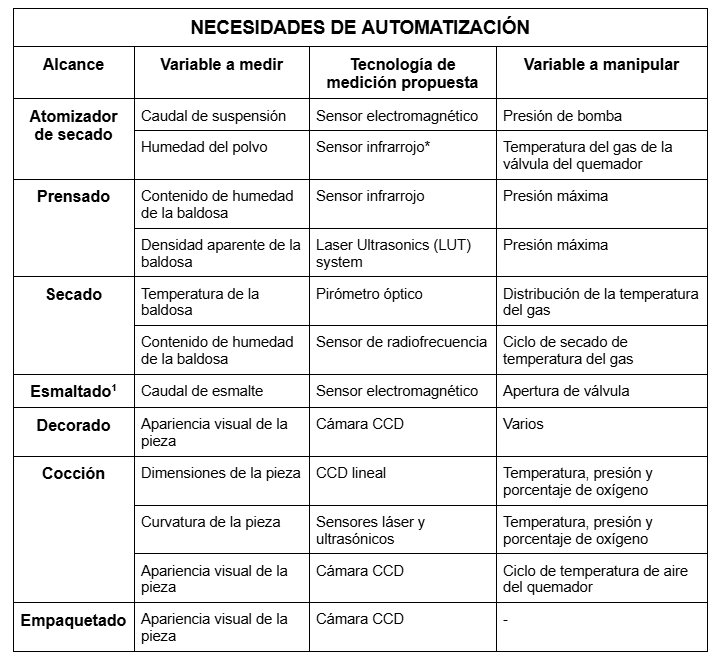 NECESIDADES DE AUTOMATIZACIÓN
Alcance
Variable a medir
Tecnología de
medición propuesta
Variable a manipular
Atomizador
de secado
Caudal de suspensión
Sensor electromagnético
Presión de bomba
Humedad del polvo
Sensor infrarrojo*
Temperatura del gas de la
válvula del quemador
Prensado
Contenido de humedad
de la baldosa
Sensor infrarrojo
Presión máxima
Densidad aparente de la
baldosa
Laser Ultrasonics (LUT)
system
Presión máxima
Secado
Temperatura de la
baldosa
Pirómetro óptico
Distribución de la temperatura
del gas
Contenido de humedad
de la baldosa
Sensor de radiofrecuencia
Ciclo de secado de
temperatura del gas
Esmaltado¹
Caudal de esmalte
Sensor electromagnético
Apertura de válvula
Decorado
Apariencia visual de la
pieza
Cámara CCD
Varios
Cocción
Dimensiones de la pieza
CCD lineal
Temperatura, presión y
porcentaje de oxígeno
Curvatura de la pieza
Sensores láser y
ultrasónicos
Temperatura, presión y
porcentaje de oxígeno
Apariencia visual de la
pieza
Cámara CCD
Ciclo de temperatura de aire
del quemador
Empaquetado
Apariencia visual de la
pieza
Cámara CCD
-